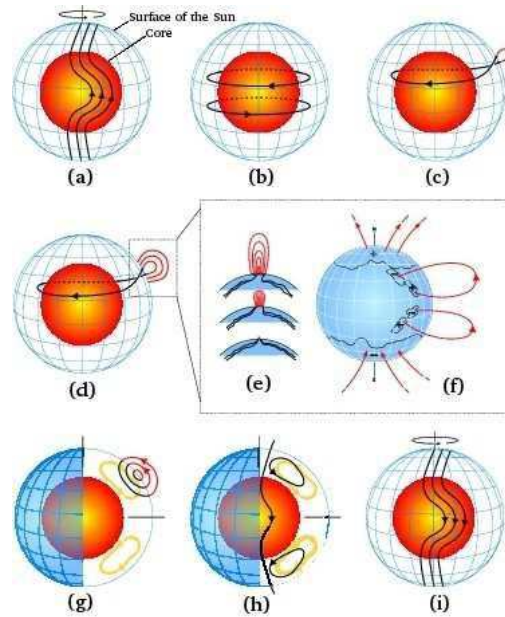 Surface of the Sun
Core
(a)
(b)
(c)
(d)
(e)
(f)
(g)
(h)
(i)